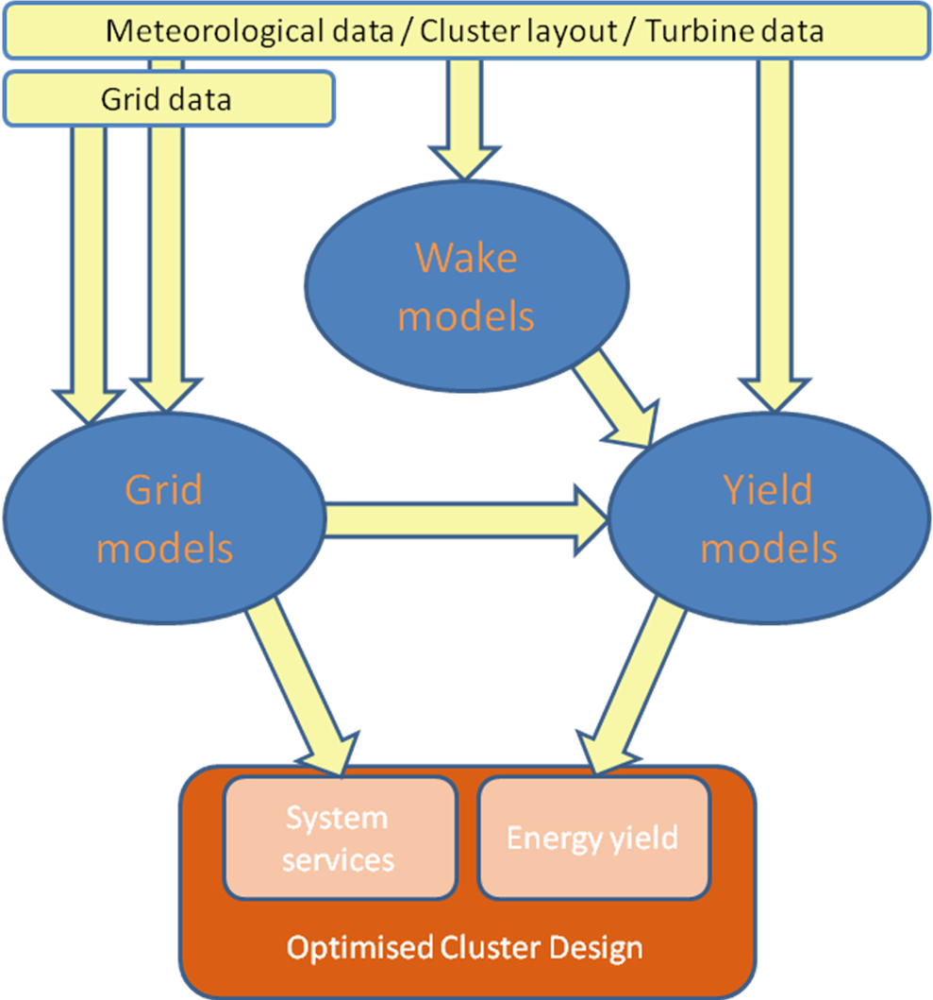 Meteorological data / Cluster layout / Turbine data
Grid data
Wake
models
Grid
models
Yield
models
System
services
Energy yield
Optimised Cluster Design